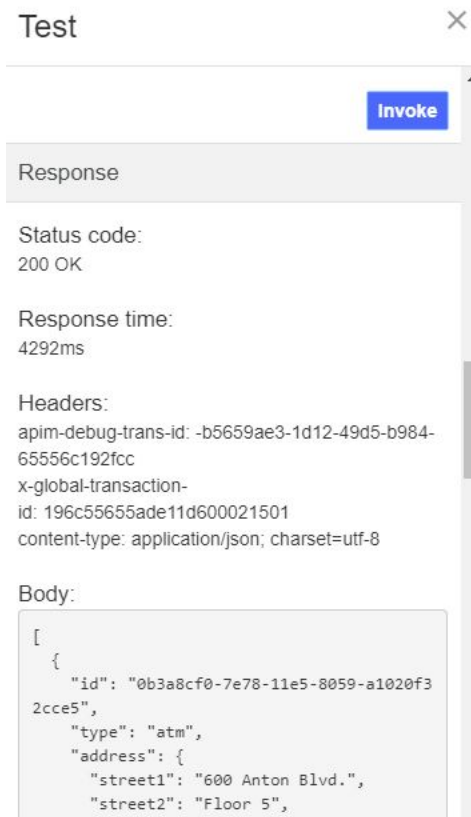 Test
Invoke
Response
Status code:
200 OK
Response time:
4292ms
Headers:
apim-debug-trans-id: -b5659ae3-1d12-49d5-b984-
65556c192fcc
x-global-transaction-
id: 196c55655ade11d600021501
content-type: application/json; charset=utf-8
Body:
[
  {
    "id": "0b3a8cf0-7e78-11e5-8059-a1020f3
2cce5",
    "type": "atm",
    "address": {
      "street1": "600 Anton Blvd.",
      "street2": "Floor 5",